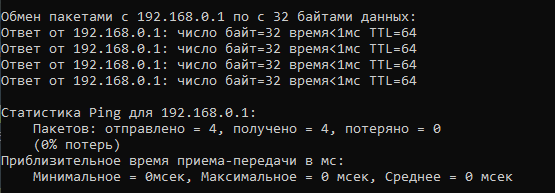 Обмен пакетами с 192.168.0.1 по с 32 байтами данных:
Ответ от 192.168.0.1: число байт=32 время<1мс TTL=64
Ответ от 192.168.0.1: число байт=32 время<1мс TTL=64
Ответ от 192.168.0.1: число байт=32 время<1мс TTL=64
Ответ от 192.168.0.1: число байт=32 время<1мс TTL=64
Статистика Ping для 192.168.0.1:
Пакетов: отправлено = 4, получено = 4, потеряно = 0
(0% потерь)
Приблизительное время приема-передачи в мс:
Минимальное = 0мсек, Максимальное = 0 мсек, Среднее = 0 мсек